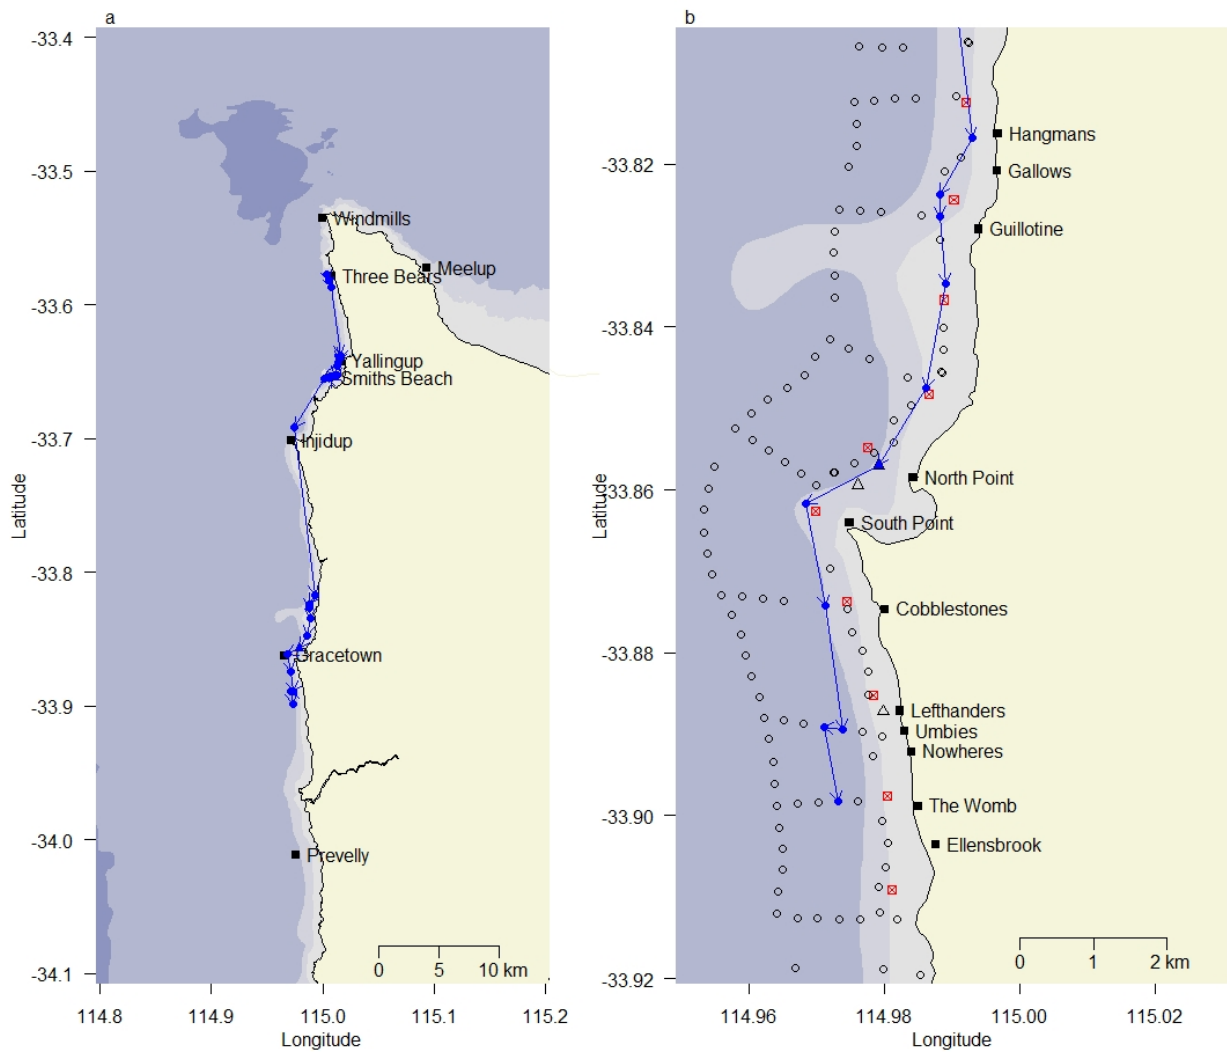 a
-33.4
-33.5
-33.6
-33.7
-33.8
-33.9
-34.0
-34.1
Latitude
Windmills
Meelup
Three Bears
Yallingup
Smiths Beach
Injidup
Gracetown
Prevelly
0 5 10 km
114.8 114.9 115.0 115.1 115.2
Longitude
b
-33.82
-33.84
-33.86
-33.88
-33.90
-33.92
Latitude
Hangmans
Gallows
Guillotine
North Point
South Point
Cobblestones
Lefthanders
Umbies
Nowheres
The Womb
Ellensbrook
0 1 2 km
114.96 114.98 115.00 115.02
Longitude